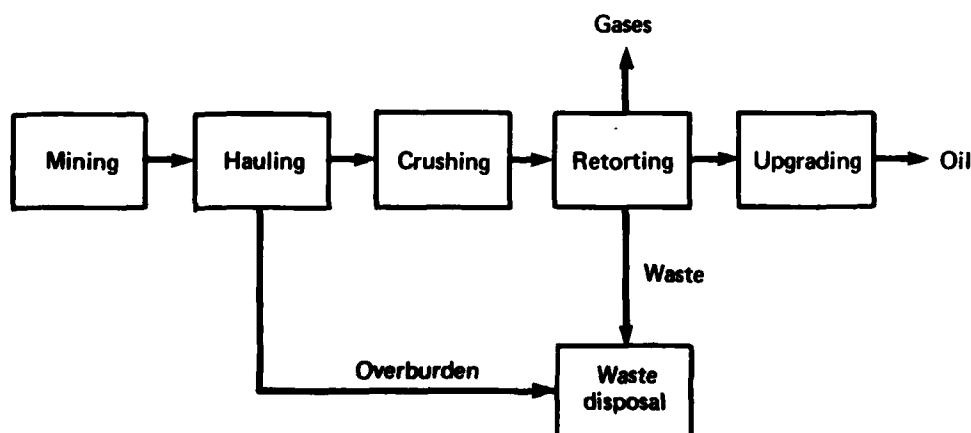 Gases
Mining
Hauling
Crushing
Retorting
Upgrading
Oil
Waste
Overburden
Waste
disposal